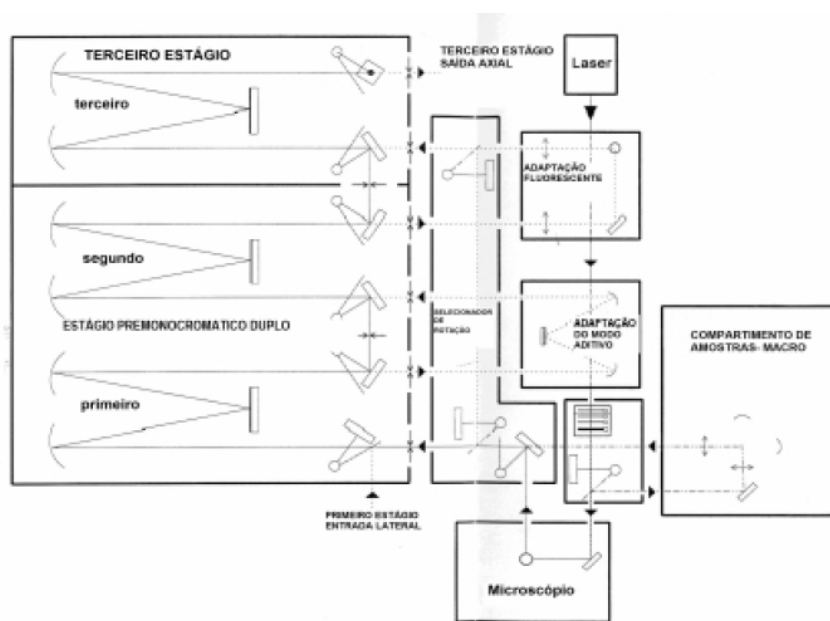 TERCEIRO ESTÁGIO
TERCEIRO ESTÁGIO
SAÍDA AXIAL
Laser
terceiro
ADAPTAÇÃO
FLUORESCENTE
segundo
SELECIONADOR
DE
ROTAÇÃO
ESTÁGIO PREMONOCROMATICO DUPLO
ADAPTAÇÃO
DO MODO
ADITIVO
COMPARTIMENTO DE
AMOSTRAS- MACRO
primeiro
PRIMEIRO ESTÁGIO
ENTRADA LATERAL
Microscópio